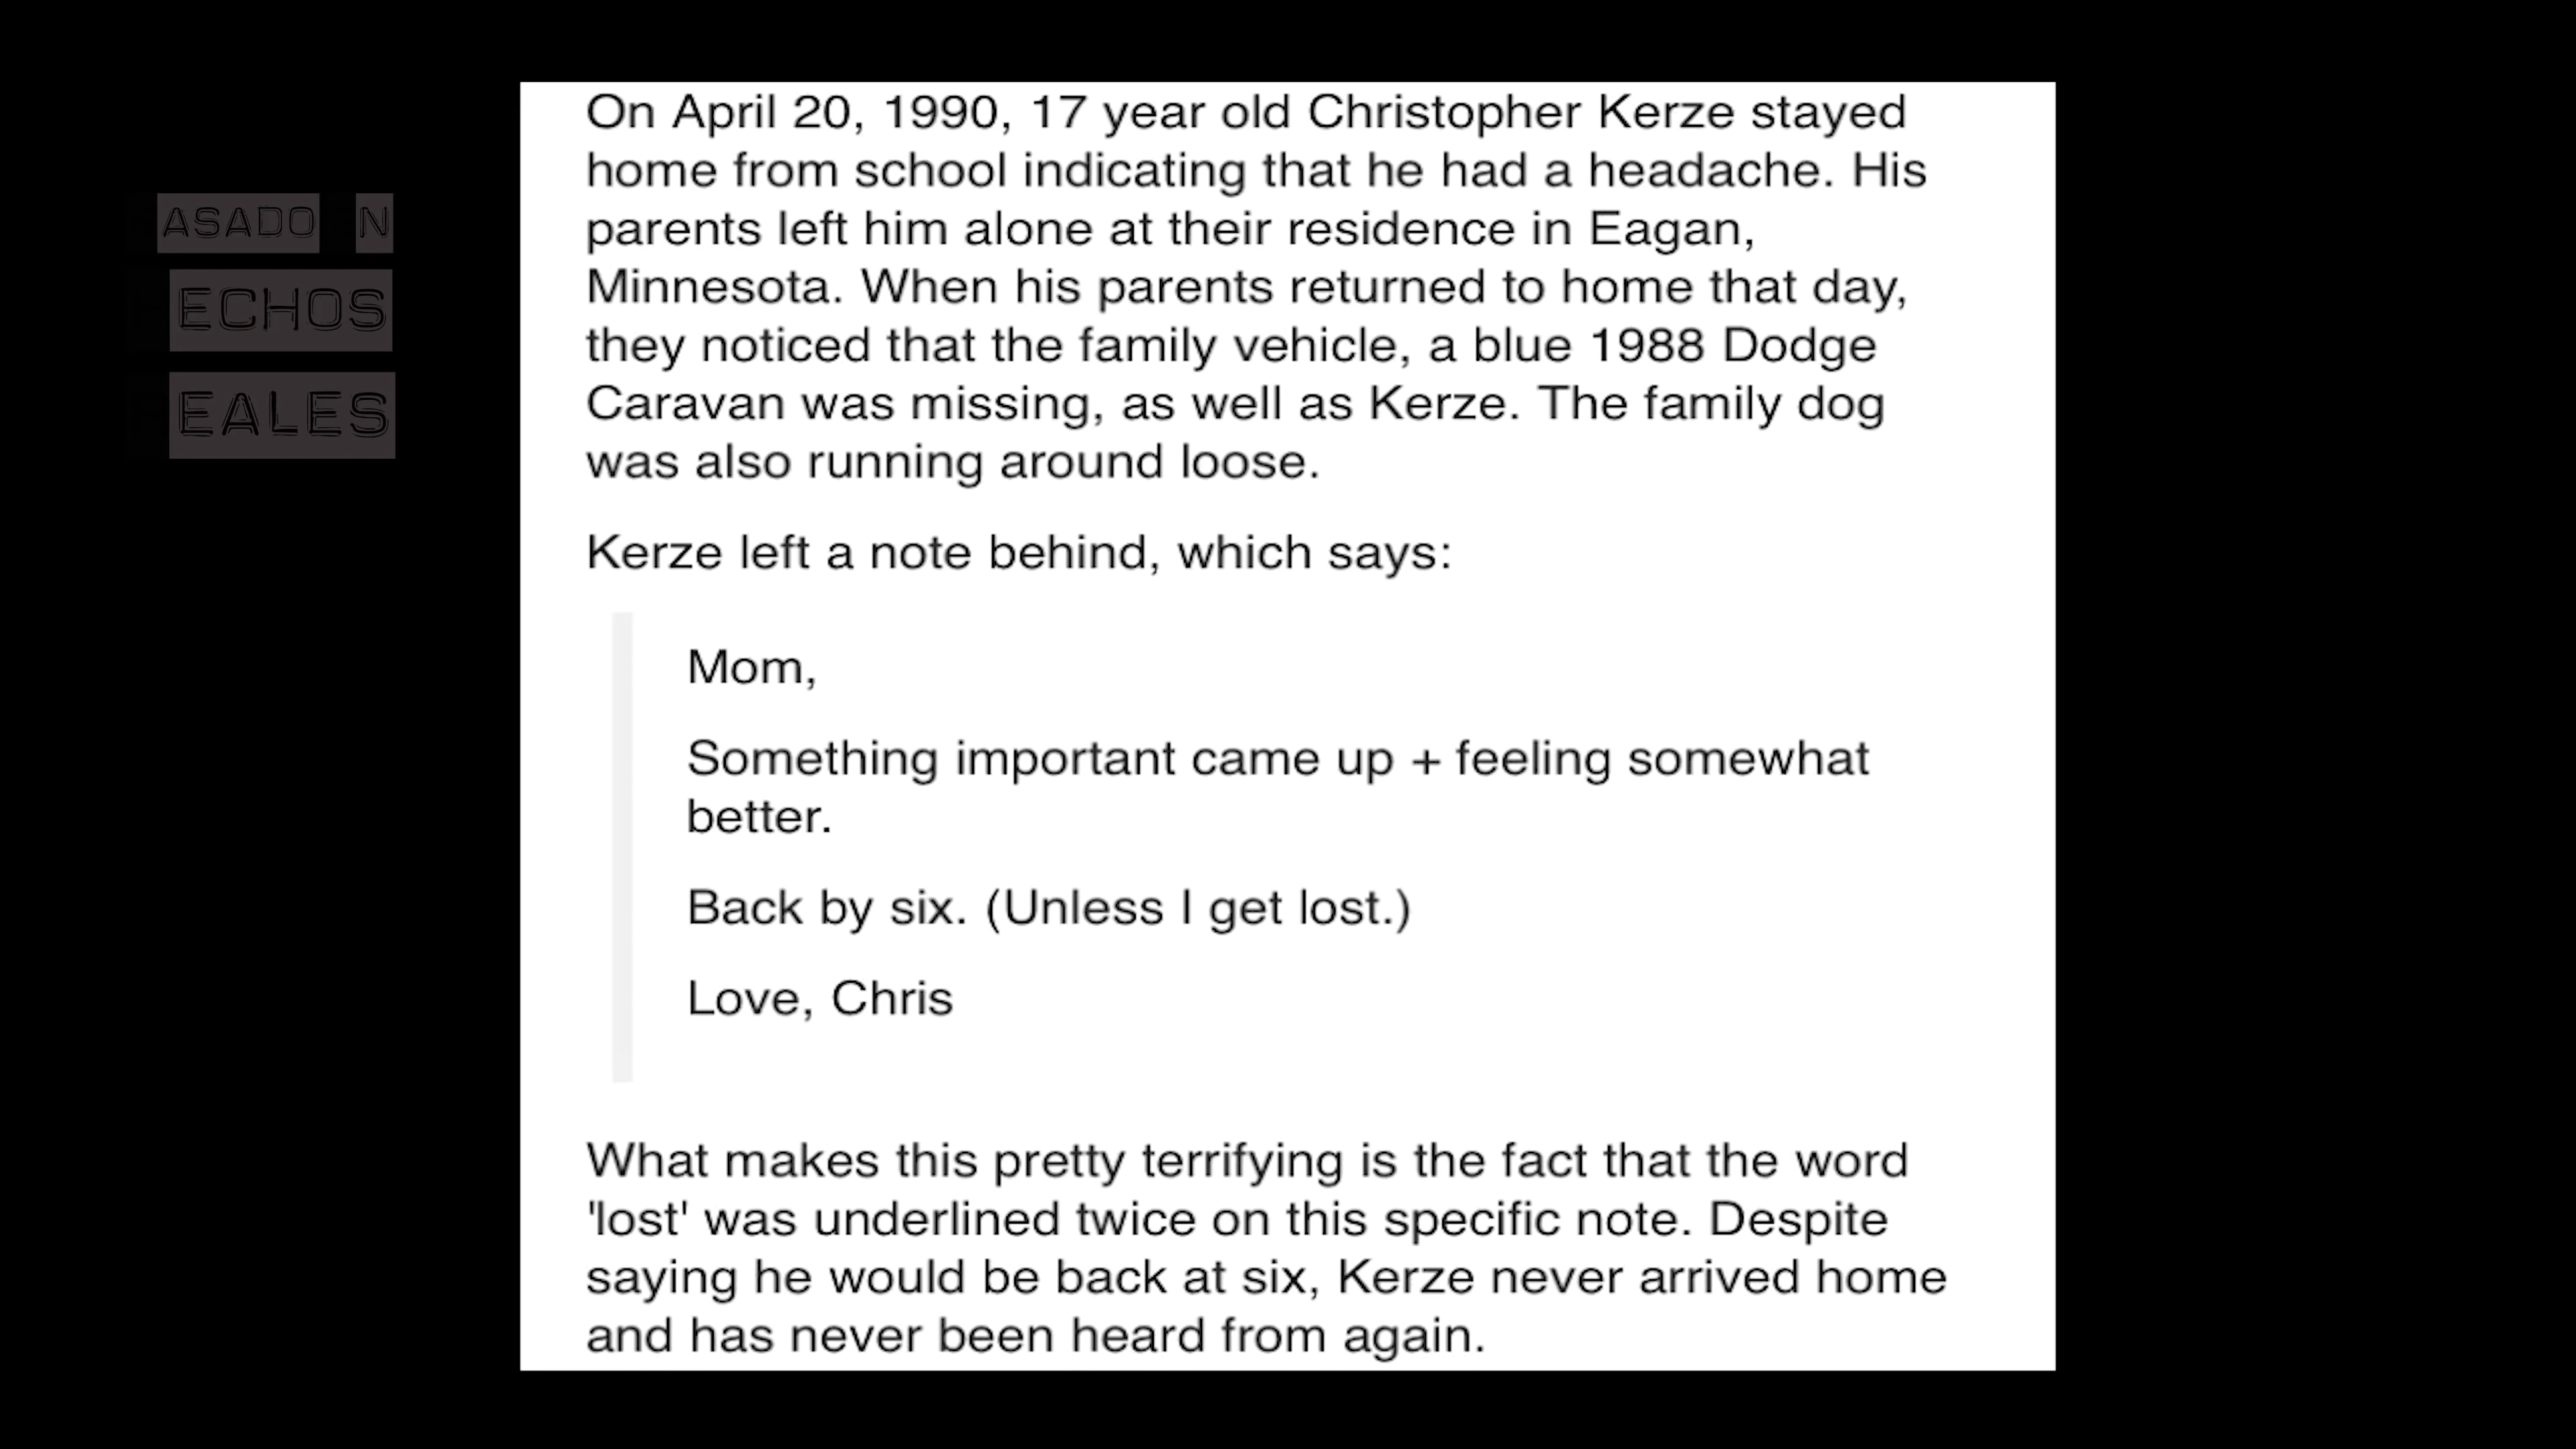 ASADO N
ECHOS
EALES
On April 20, 1990, 17 year old Christopher Kerze stayed
home from school indicating that he had a headache. His
parents left him alone at their residence in Eagan,
Minnesota. When his parents returned to home that day,
they noticed that the family vehicle, a blue 1988 Dodge
Caravan was missing, as well as Kerze. The family dog
was also running around loose.
Kerze left a note behind, which says:
Mom,
Something important came up + feeling somewhat
better.
Back by six. (Unless I get lost.)
Love, Chris
What makes this pretty terrifying is the fact that the word
'lost' was underlined twice on this specific note. Despite
saying he would be back at six, Kerze never arrived home
and has never been heard from again.